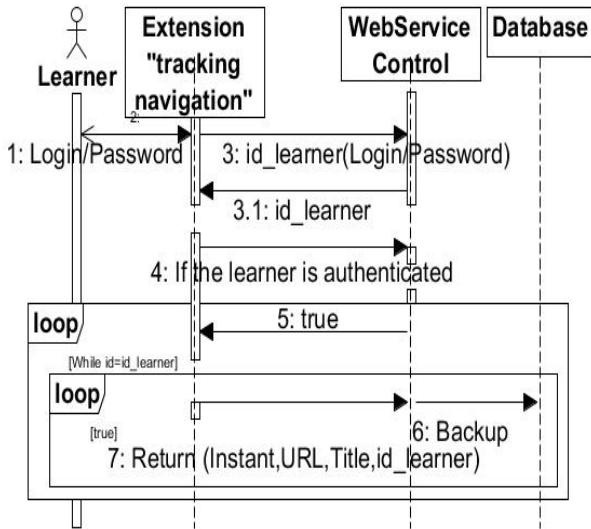 Learner
Extension
"tracking
navigation"
WebService
Control
Database
2:
1: Login/Password
3: id_learner(Login/Password)
3.1: id_learner
4: If the learner is authenticated
loop
5: true
[While id=id_learner]
loop
[true]
6: Backup
7: Return (Instant,URL,Title,id_learner)